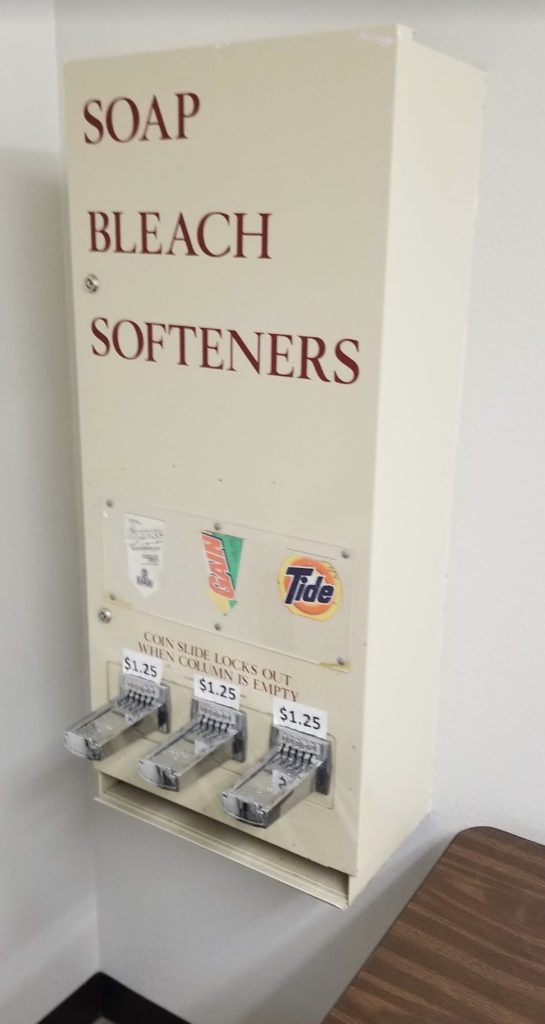 SOAP
BLEACH
SOFTENERS
GAIN
Tide
COIN SLIDE LOCKS OUT
WHEN COLUMN IS EMPTY
$1.25
$1.25
$1.25